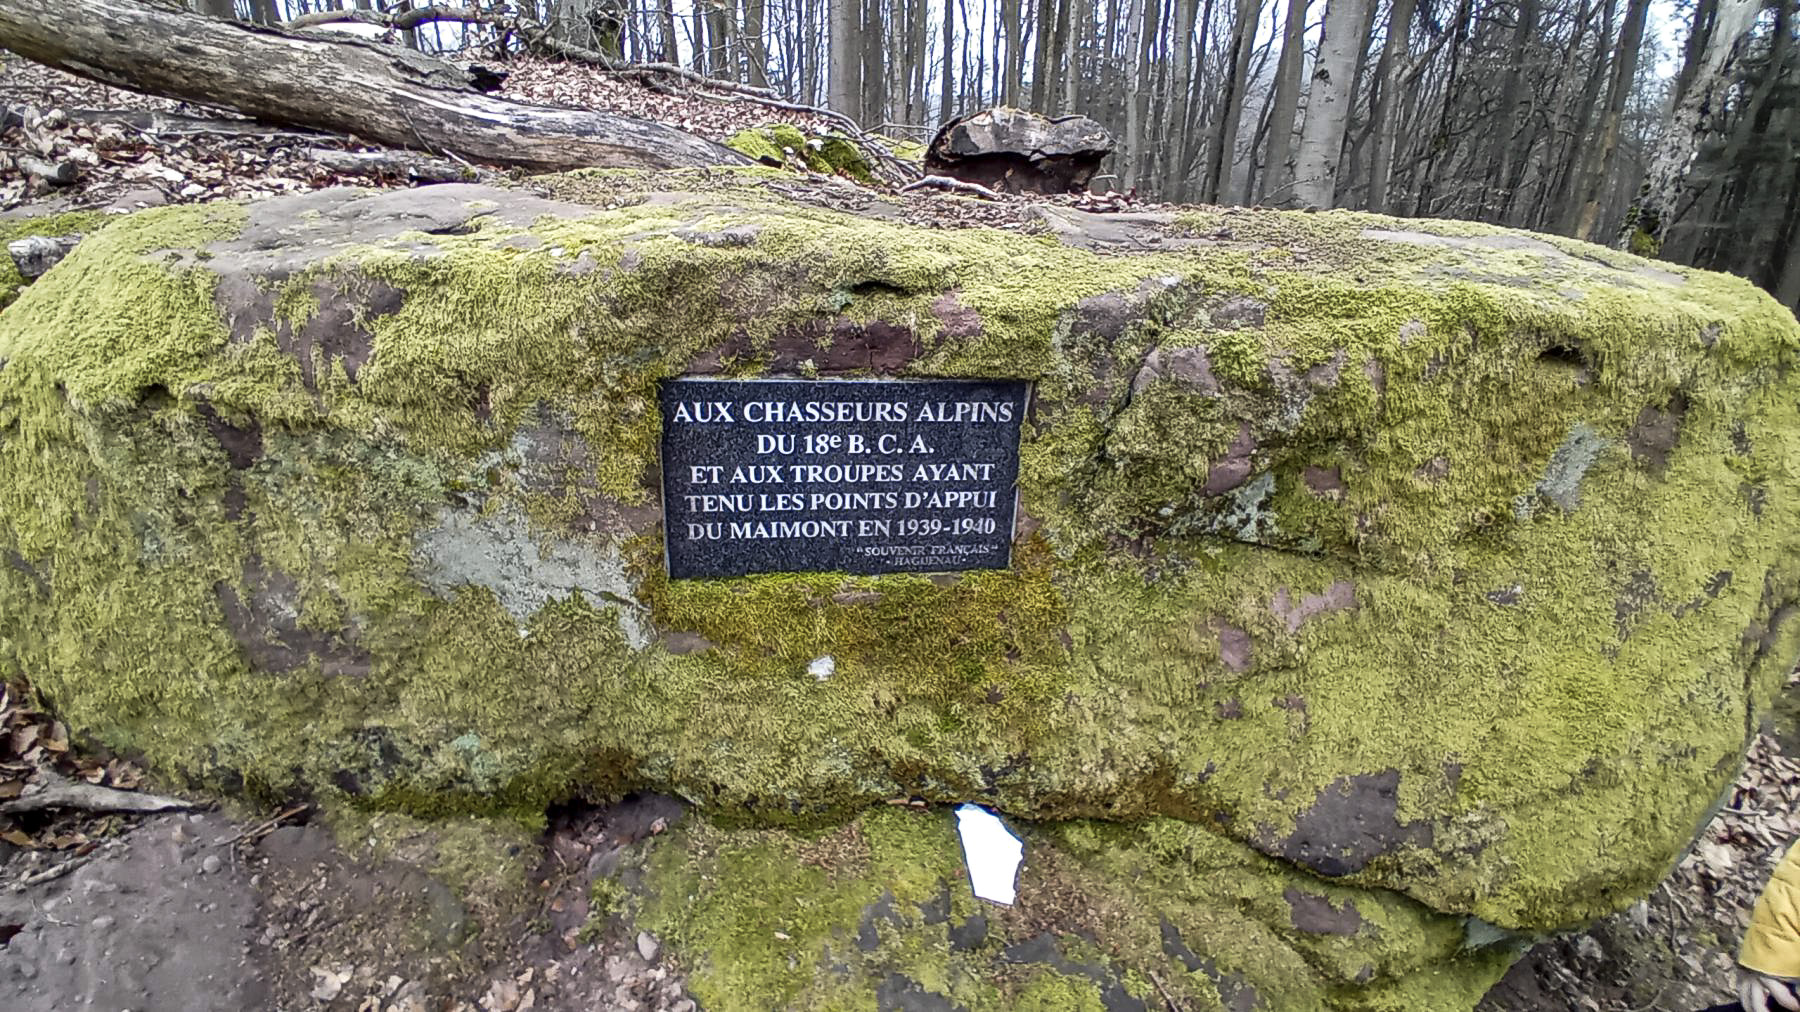 AUX CHASSEURS ALPINS
DU 18e B. C. A.
ET AUX TROUPES AYANT
TENU LES POINTS D'APPUI
DU MAIMONT EN 1939-1940
"SOUVENIR FRANÇAIS"
- HAGUENAU -